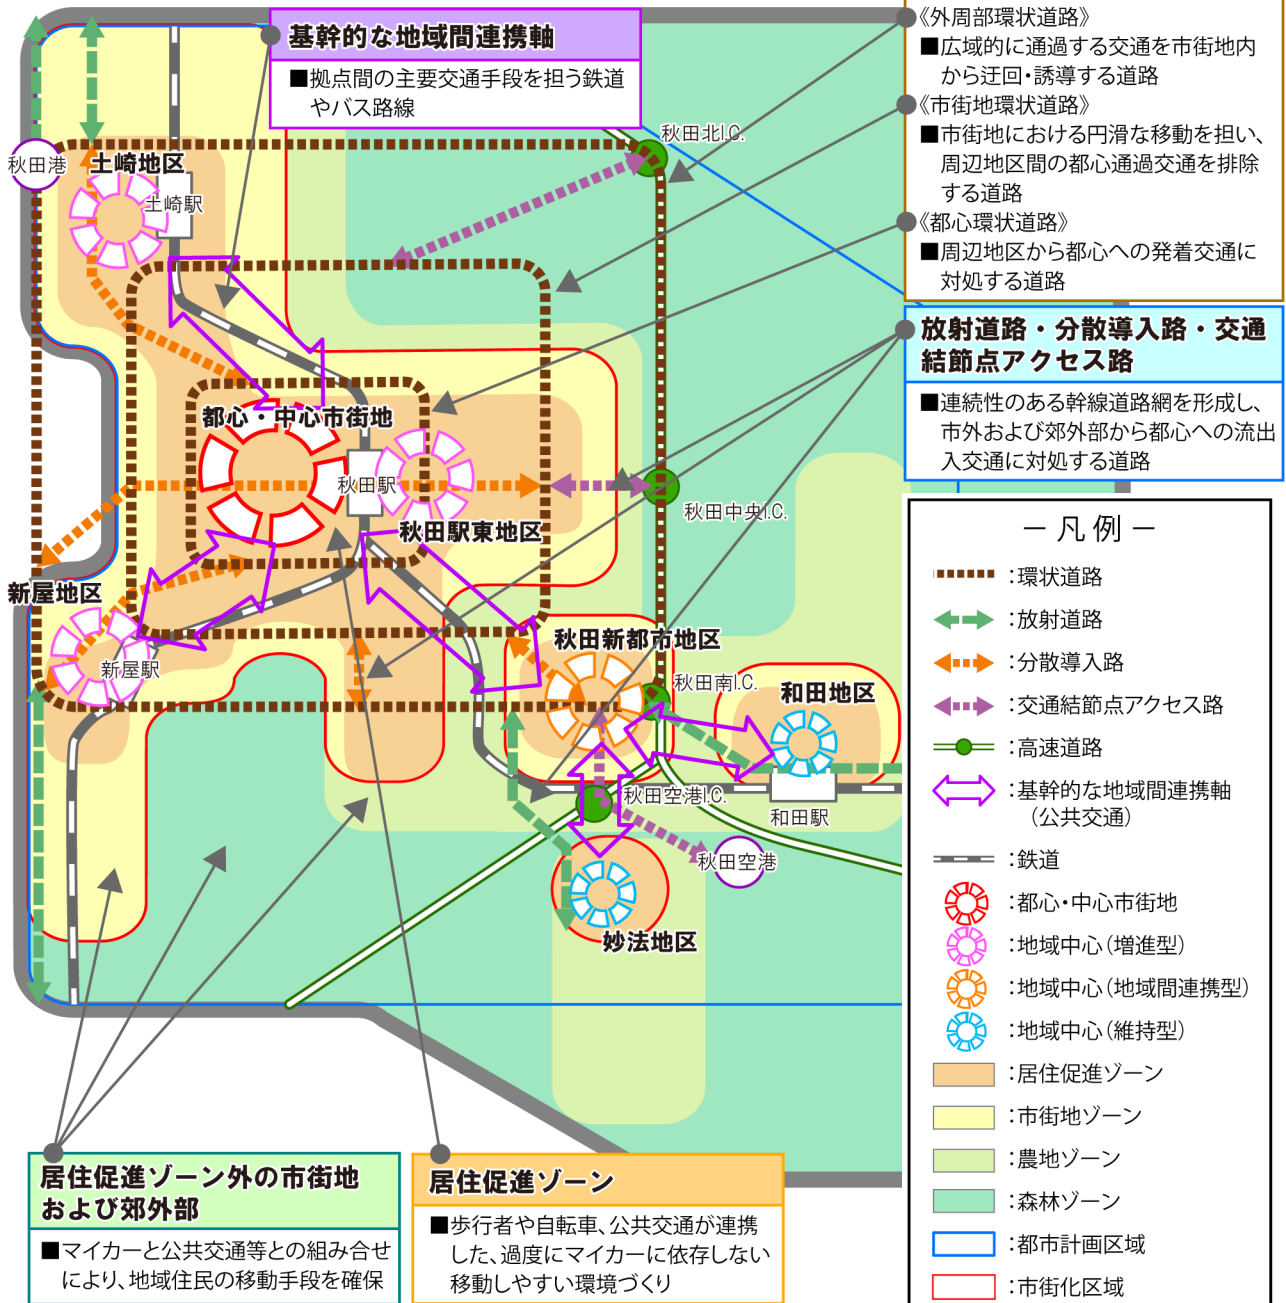 基幹的な地域間連携軸
■拠点間の主要交通手段を担う鉄道
やバス路線
《外周部環状道路》
■広域的に通過する交通を市街地内
から迂回・誘導する道路
《市街地環状道路》
■市街地における円滑な移動を担い、
周辺地区間の都心通過交通を排除
する道路
《都心環状道路》
■周辺地区から都心への発着交通に
対処する道路
放射道路・分散導入路・交通
結節点アクセス路
■連続性のある幹線道路網を形成し、
市外および郊外部から都心への流出
入交通に対処する道路
秋田北I.C.
秋田港
土崎地区
土崎駅
都心・中心市街地
秋田駅
秋田中央I.C.
秋田駅東地区
新屋地区
新屋駅
秋田新都市地区
秋田南I.C.
和田地区
秋田空港I.C.
和田駅
秋田空港
妙法地区
－凡例－
：環状道路
：放射道路
：分散導入路
：交通結節点アクセス路
：高速道路
：基幹的な地域間連携軸
（公共交通）
：鉄道
：都心・中心市街地
：地域中心（増進型）
：地域中心（地域間連携型）
：地域中心（維持型）
：居住促進ゾーン
：市街地ゾーン
：農地ゾーン
：森林ゾーン
：都市計画区域
：市街化区域
居住促進ゾーン外の市街地
および郊外部
■マイカーと公共交通等との組み合せ
により、地域住民の移動手段を確保
居住促進ゾーン
■歩行者や自転車、公共交通が連携
した、過度にマイカーに依存しない
移動しやすい環境づくり